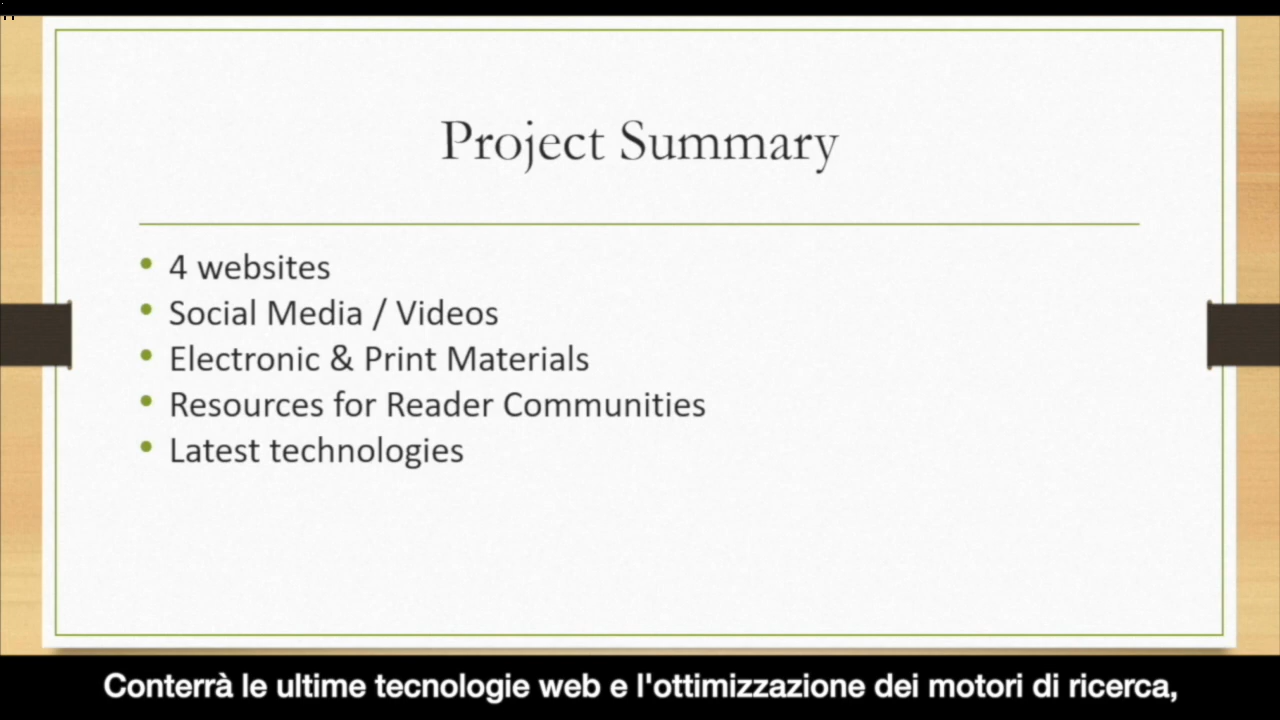 Project Summary
• 4 websites
• Social Media / Videos
• Electronic & Print Materials
• Resources for Reader Communities
• Latest technologies
Conterrà le ultime tecnologie web e l'ottimizzazione dei motori di ricerca,